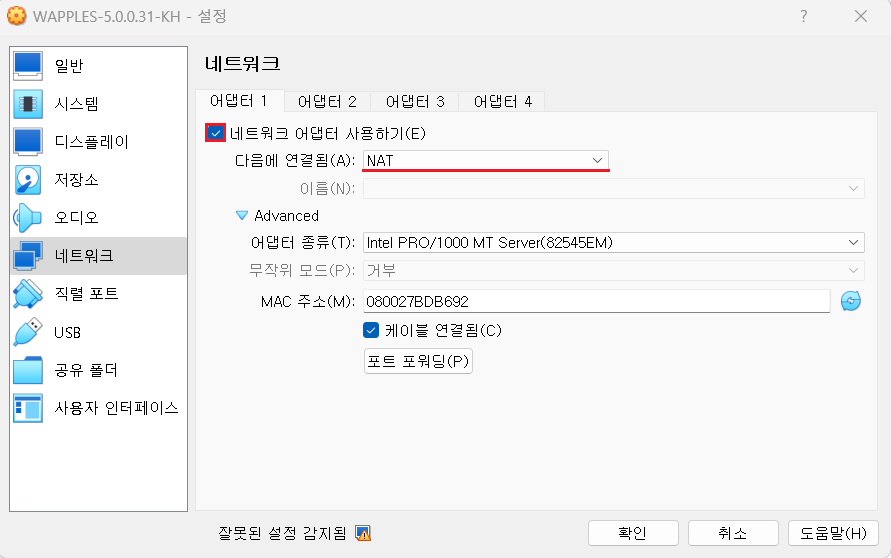 WAPPLES-5.0.0.31-KH - 설정
?
일반
시스템
디스플레이
저장소
오디오
네트워크
직렬 포트
USB
공유 폴더
사용자 인터페이스
네트워크
어댑터 1 어댑터 2 어댑터 3 어댑터 4
네트워크 어댑터 사용하기(E)
다음에 연결됨(A): NAT
이름(N):
Advanced
어댑터 종류(T): Intel PRO/1000 MT Server(82545EM)
무작위 모드(P): 거부
MAC 주소(M): 080027BDB692
케이블 연결됨(C)
포트 포워딩(P)
잘못된 설정 감지됨
확인 취소 도움말(H)